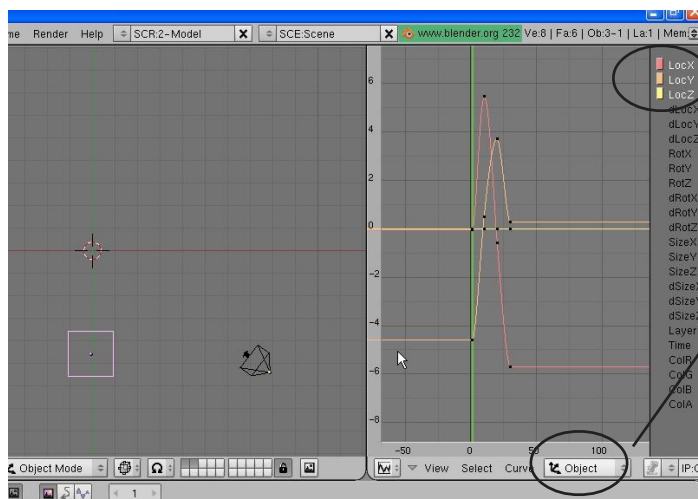 Render Help SCR:2-Model X SCE:Scene X www.blender.org 232 Ve:8 | Fa:6 | Ob:3-1 | La:1 | Mem
6
4
2
0
-2
-4
-6
-8
-50 0 50 100
LocX
LocY
LocZ
dLocX
dLocY
dLocZ
RotX
RotY
RotZ
dRotX
dRotY
dRotZ
SizeX
SizeY
SizeZ
dSizeX
dSizeY
dSizeZ
Layer
Time
ColR
ColG
ColB
ColA
Object Mode View Select Curve Object IP:
1